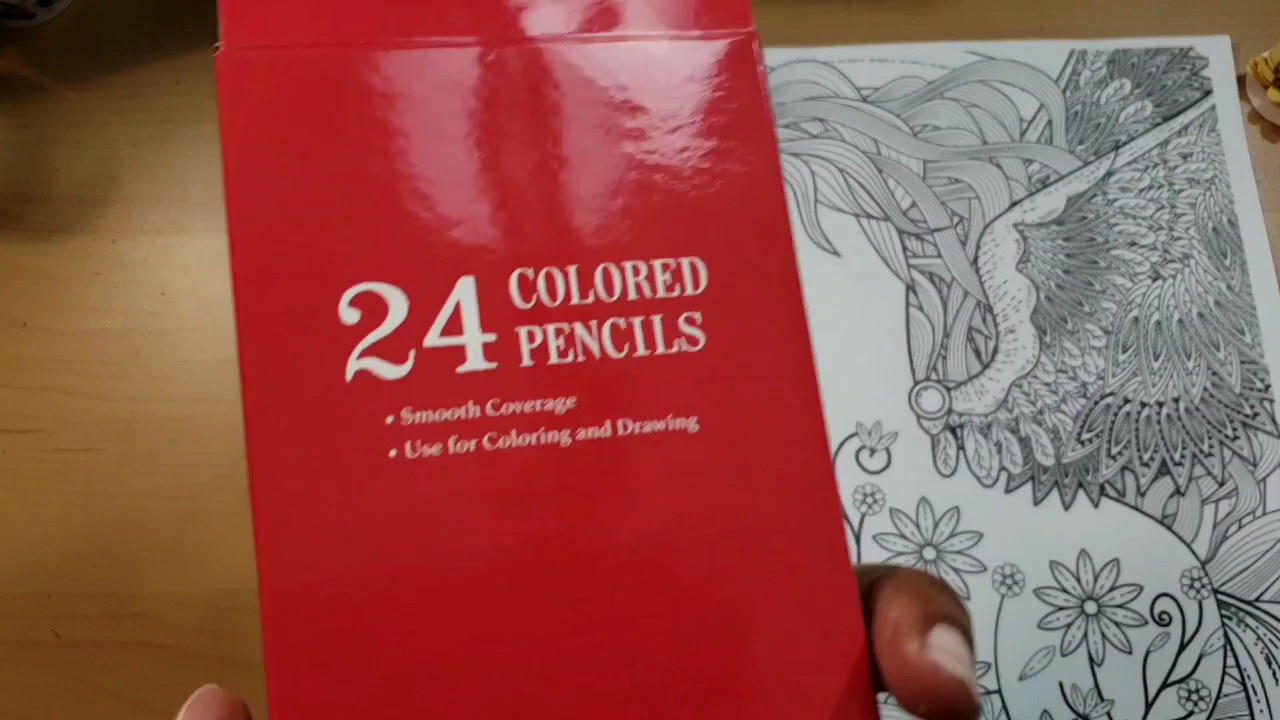 24 COLORED
PENCILS
• Smooth Coverage
• Use for Coloring and Drawing